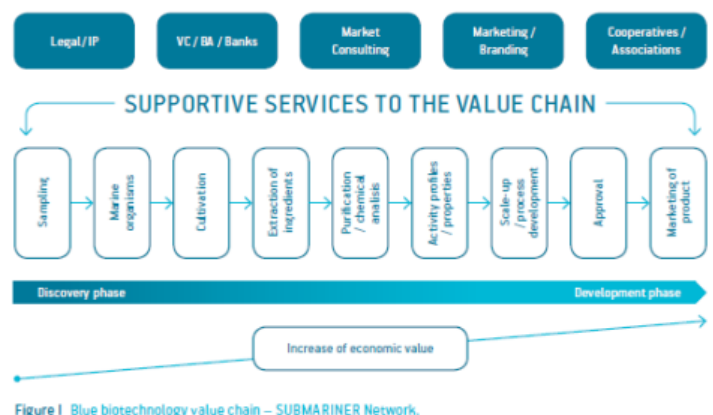 Legal/IP
VC / BA / Banks
Market
Consulting
Marketing /
Branding
Cooperatives /
Associations
SUPPORTIVE SERVICES TO THE VALUE CHAIN
Sampling
Marine
organisms
Cultivation
Extraction of
ingredients
Purification
/ chemical
analisis
Activity profiles
/ properties
Scale-up
/ process
development
Approval
Marketing of
product
Discovery phase
Development phase
Increase of economic value
Figure I Blue biotechnology value chain – SUBMARINER Network.